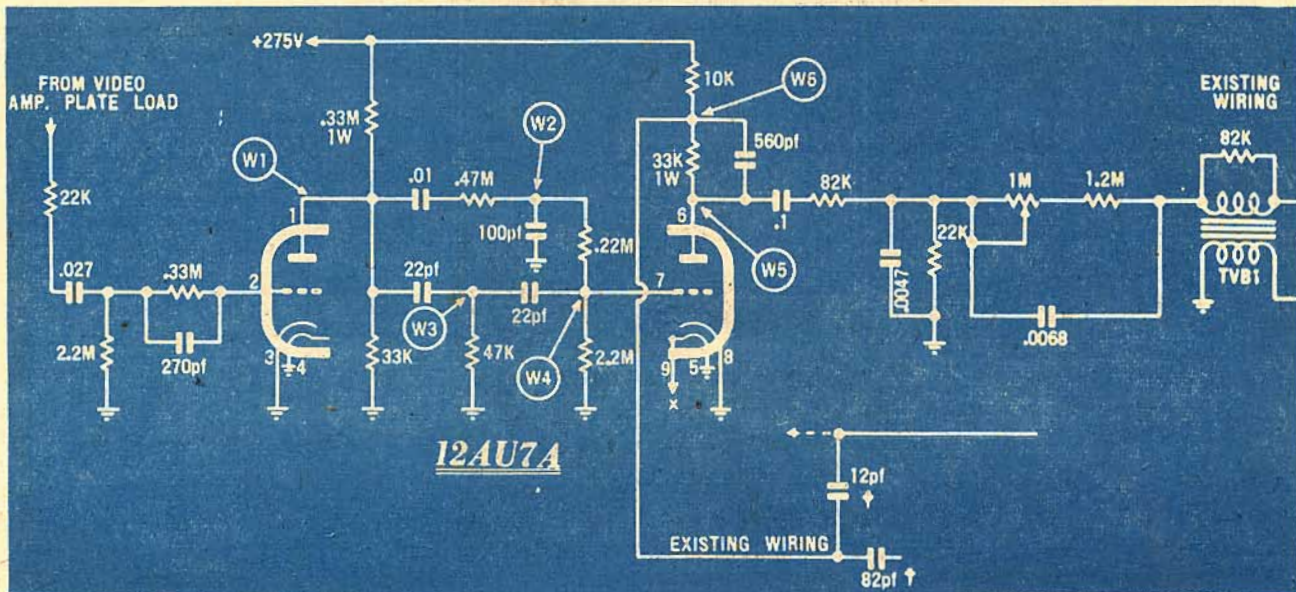 +275V
FROM VIDEO
AMP. PLATE LOAD
10K
W6
EXISTING
WIRING
82K
.33M
1W
W2
560pf
W1
33K
1W
22K
.01
.47M
82K
1M
1.2M
1
6
.1
100pf
.22M
22K
W5
.027
.33M
2
22pf
22pf
7
.0047
TVB1
W3
.0068
2.2M
270pf
3
4
33K
47K
W4
2.2M
9
5
8
x
12AU7A
12pf
EXISTING WIRING
82pf